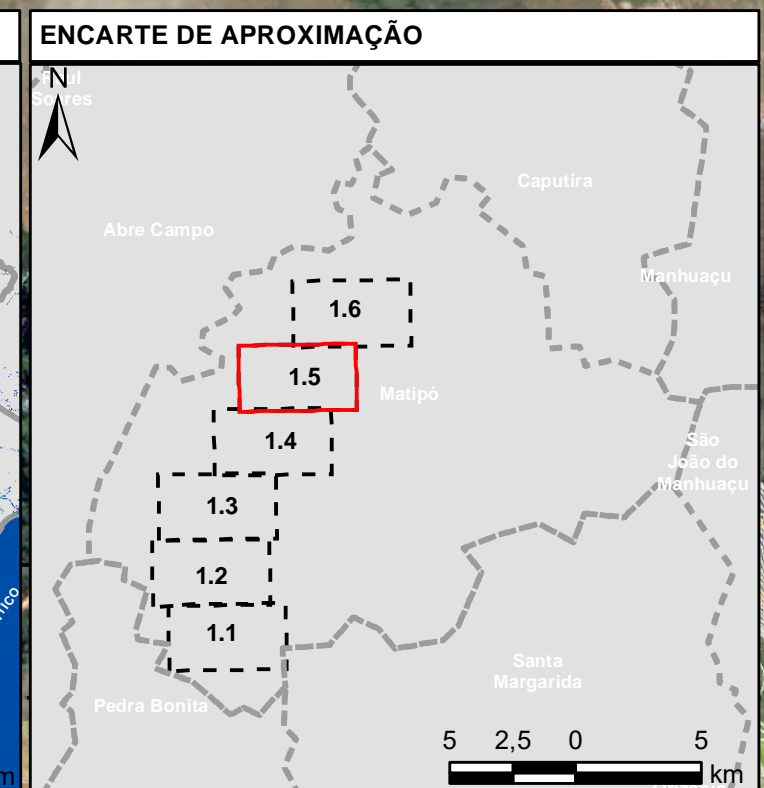 ENCARTE DE APROXIMAÇÃO
N
Soares
Caputira
Abre Campo
Manhuaçu
1.6
1.5
Matipó
1.4
São
João do
Manhuaçu
1.3
1.2
1.1
Santa
Margarida
Pedra Bonita
5 2,5 0 5
km